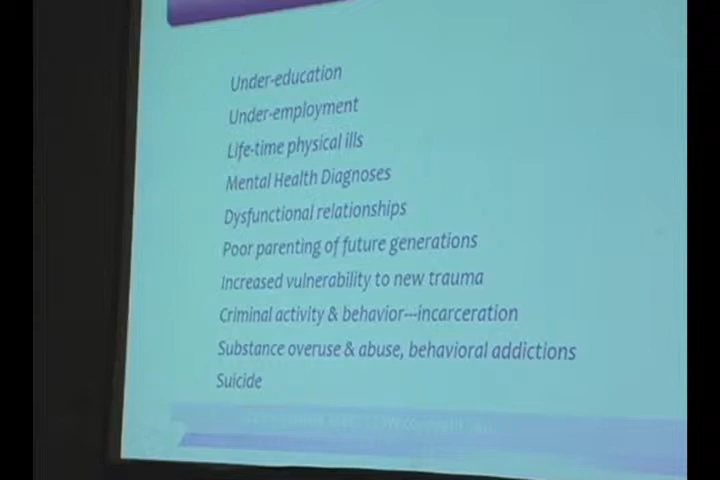 Under-education
Under-employment
Life-time physical ills
Mental Health Diagnoses
Dysfunctional relationships
Poor parenting of future generations
Increased vulnerability to new trauma
Criminal activity & behavior---incarceration
Substance overuse & abuse, behavioral addictions
Suicide